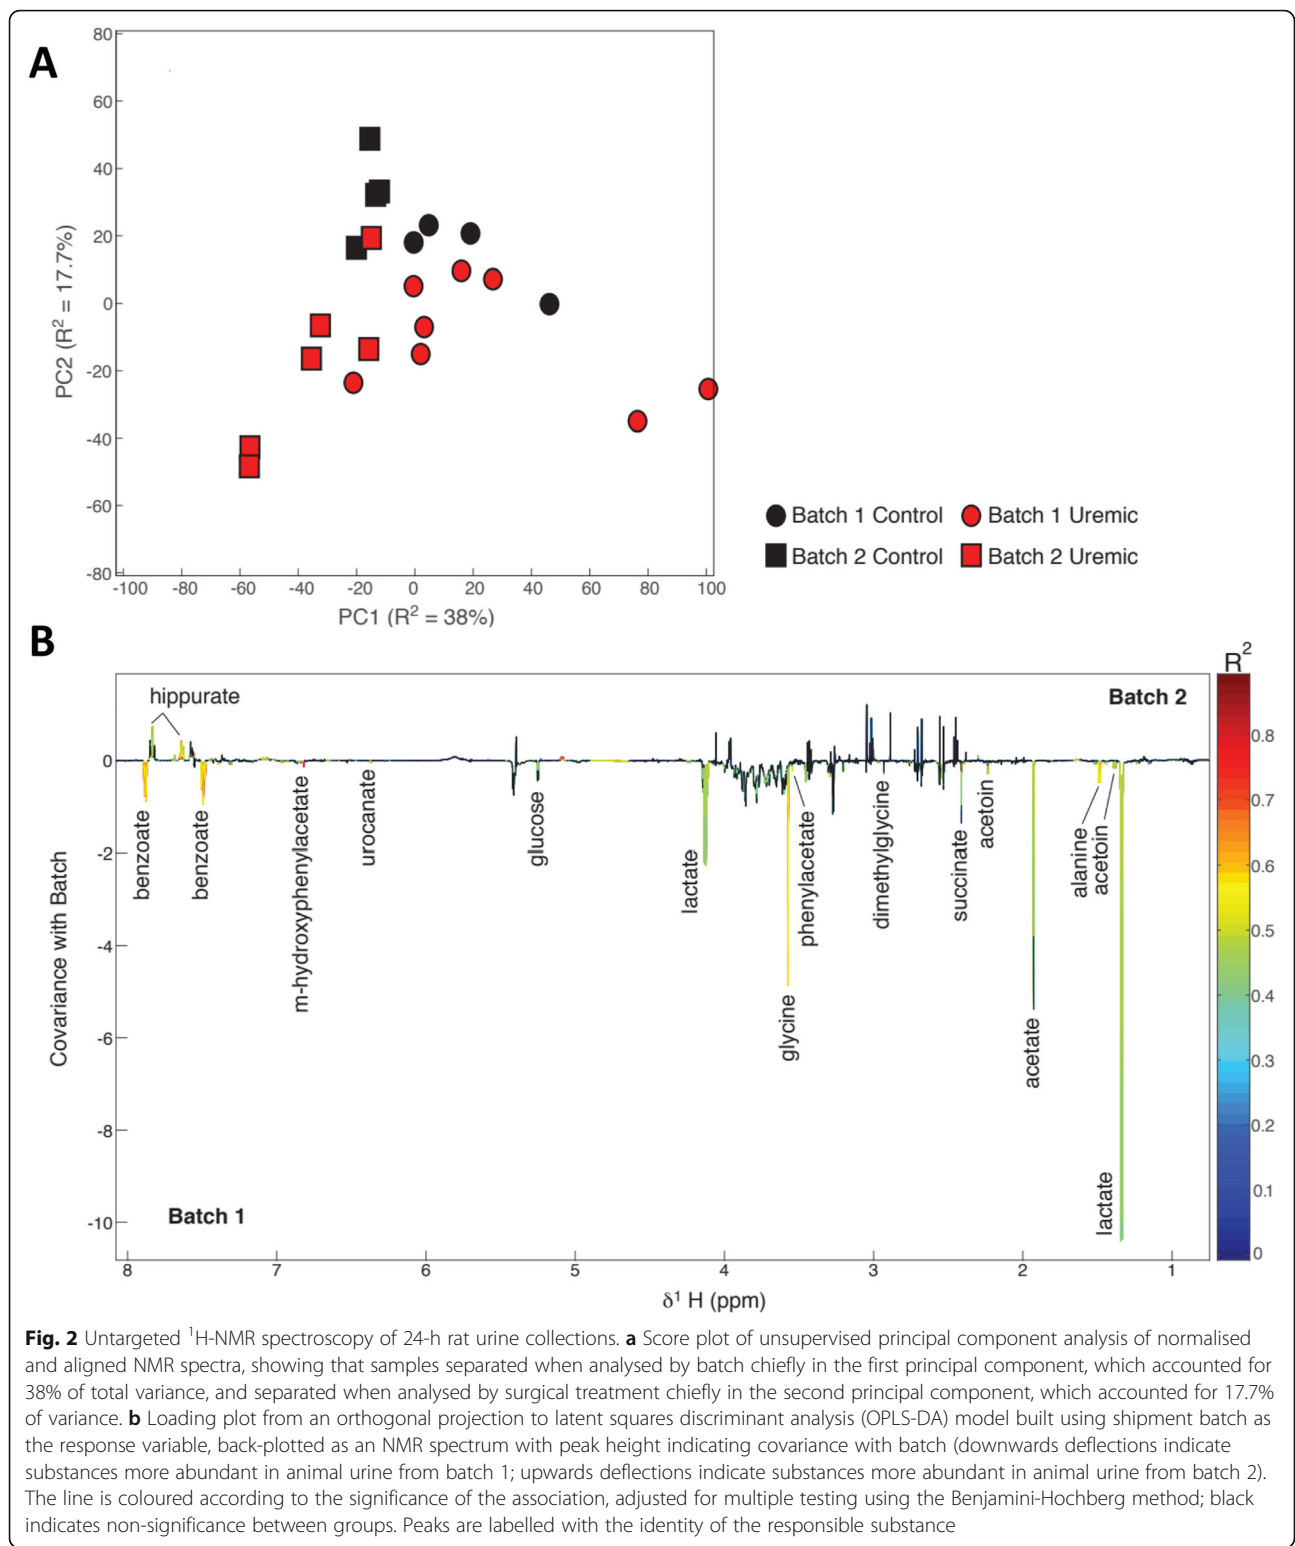 A
80
60
40
20
0
-20
-40
-60
-80
PC2 (R² = 17.7%)
-100 -80 -60 -40 -20 0 20 40 60 80 100
PC1 (R² = 38%)
Batch 1 Control Batch 1 Uremic
Batch 2 Control Batch 2 Uremic
B
R²
hippurate
Batch 2
0
-2
-4
-6
-8
-10
Covariance with Batch
benzoate
benzoate
m-hydroxyphenylacetate
urocanate
glucose
lactate
glycine
phenylacetate
dimethylglycine
succinate
acetoin
acetate
alanine
acetoin
lactate
Batch 1
0.8
0.7
0.6
0.5
0.4
0.3
0.2
0.1
0
8 7 6 5 4 3 2 1
δ¹ H (ppm)
Fig. 2 Untargeted ¹H-NMR spectroscopy of 24-h rat urine collections. a Score plot of unsupervised principal component analysis of normalised
and aligned NMR spectra, showing that samples separated when analysed by batch chiefly in the first principal component, which accounted for
38% of total variance, and separated when analysed by surgical treatment chiefly in the second principal component, which accounted for 17.7%
of variance. b Loading plot from an orthogonal projection to latent squares discriminant analysis (OPLS-DA) model built using shipment batch as
the response variable, back-plotted as an NMR spectrum with peak height indicating covariance with batch (downwards deflections indicate
substances more abundant in animal urine from batch 1; upwards deflections indicate substances more abundant in animal urine from batch 2).
The line is coloured according to the significance of the association, adjusted for multiple testing using the Benjamini-Hochberg method; black
indicates non-significance between groups. Peaks are labelled with the identity of the responsible substance